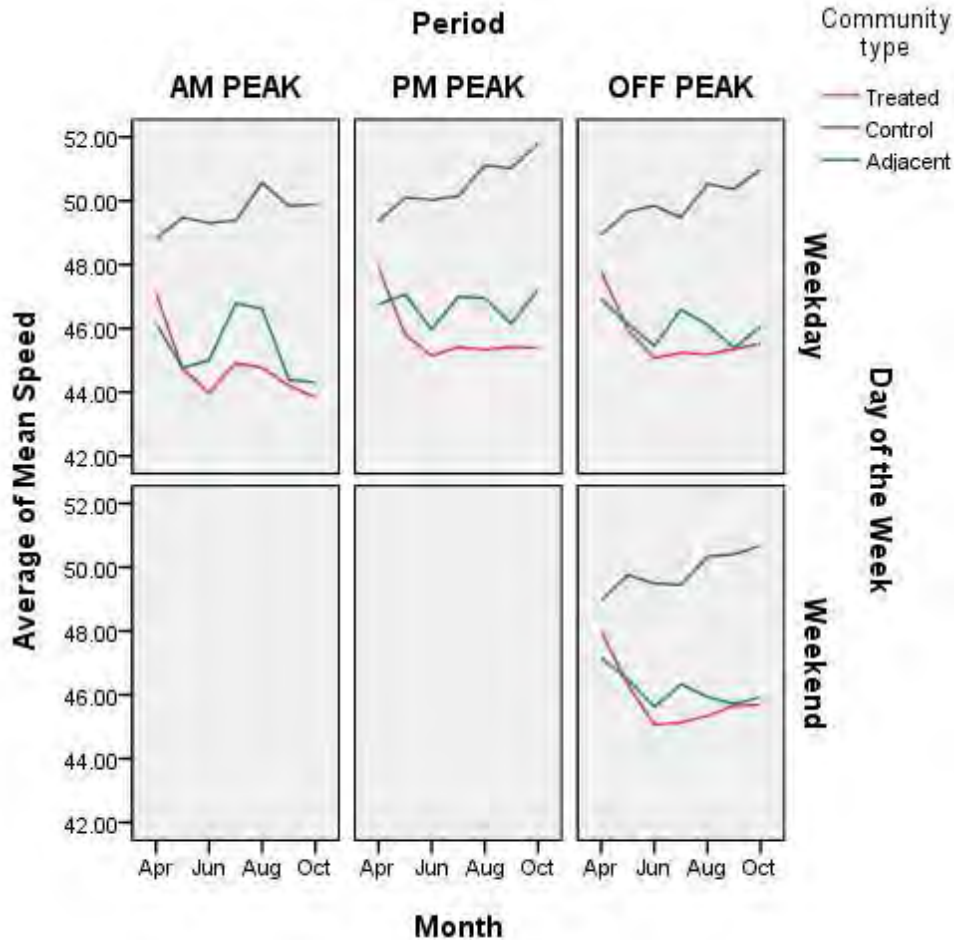 Period
Community
type
Treated
Control
Adjacent
AM PEAK
PM PEAK
OFF PEAK
Average of Mean Speed
52.00
50.00
48.00
46.00
44.00
42.00
Weekday
52.00
50.00
48.00
46.00
44.00
42.00
Weekend
Day of the Week
Apr Jun Aug Oct
Apr Jun Aug Oct
Apr Jun Aug Oct
Month